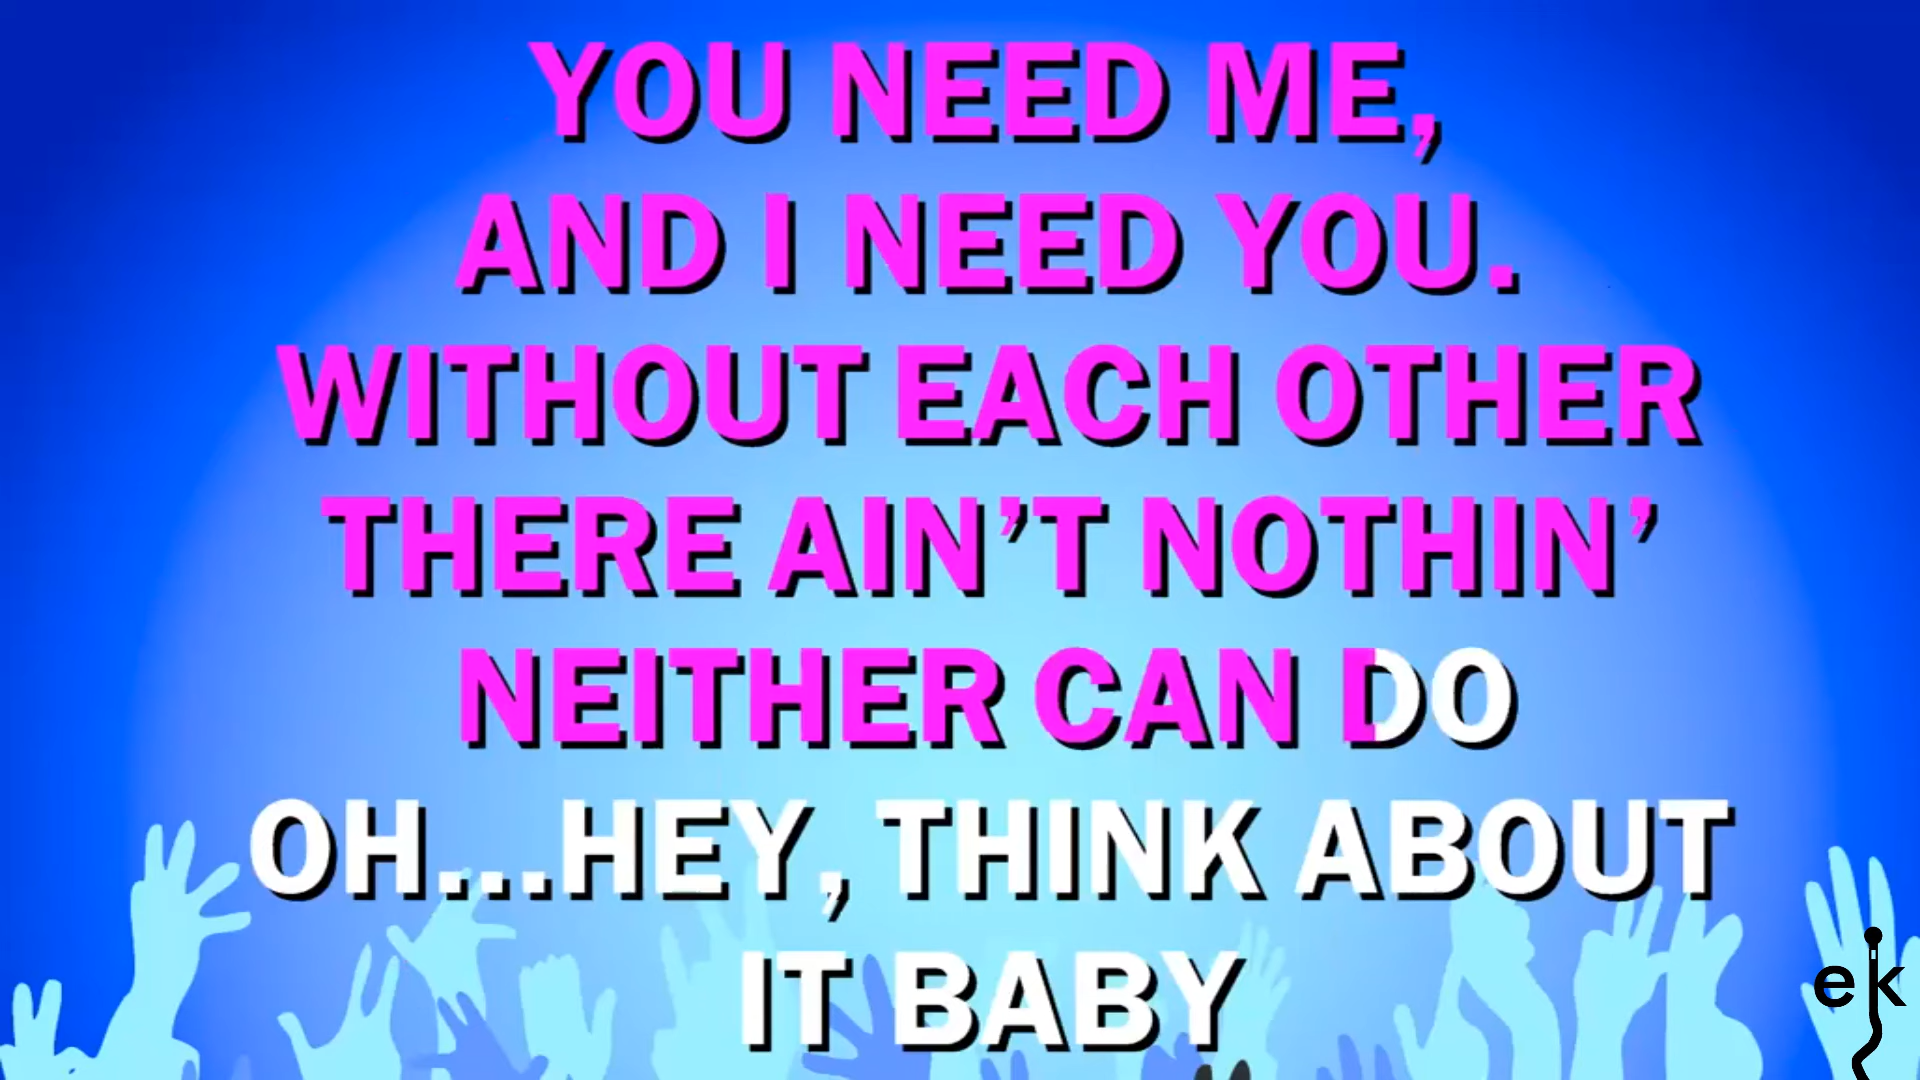 YOU NEED ME,
AND I NEED YOU.
WITHOUT EACH OTHER
THERE AIN’T NOTHIN’
NEITHER CAN DO
OH...HEY, THINK ABOUT
IT BABY
ek